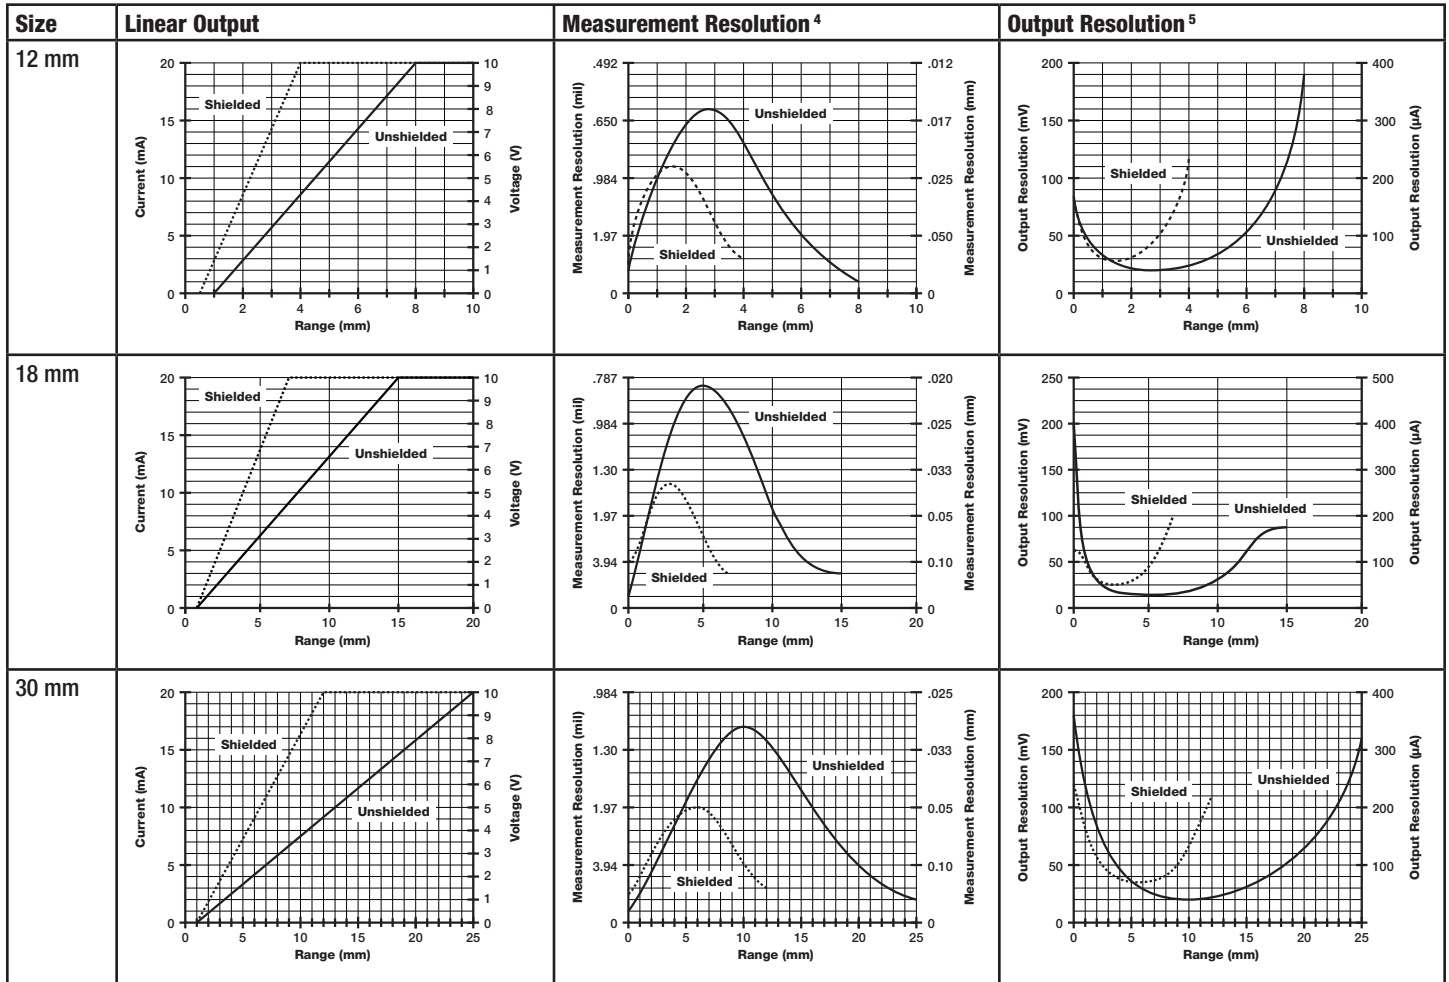 Size Linear Output Measurement Resolution 4 Output Resolution 5
12 mm
20 15 10 5 0
Current (mA)
Shielded
Unshielded
10 9 8 7 6 5 4 3 2 1 0
Voltage (V)
0 2 4 6 8 10
Range (mm)
.492 .650 .984 1.97 0
Measurement Resolution (mil)
Unshielded
Shielded
.012 .017 .025 .050 0
Measurement Resolution (mm)
0 2 4 6 8 10
Range (mm)
200 150 100 50 0
Output Resolution (mV)
Shielded
Unshielded
400 300 200 100
Output Resolution (µA)
0 2 4 6 8 10
Range (mm)
18 mm
20 15 10 5 0
Current (mA)
Shielded
Unshielded
10 9 8 7 6 5 4 3 2 1 0
Voltage (V)
0 5 10 15 20
Range (mm)
.787 .984 1.30 1.97 3.94 0
Measurement Resolution (mil)
Unshielded
Shielded
.020 .025 .033 0.05 0.10 0
Measurement Resolution (mm)
0 5 10 15 20
Range (mm)
250 200 150 100 50 0
Output Resolution (mV)
Shielded
Unshielded
500 400 300 200 100
Output Resolution (µA)
0 5 10 15 20
Range (mm)
30 mm
20 15 10 5 0
Current (mA)
Shielded
Unshielded
10 9 8 7 6 5 4 3 2 1 0
Voltage (V)
0 5 10 15 20 25
Range (mm)
.984 1.30 1.97 3.94 0
Measurement Resolution (mil)
Unshielded
Shielded
.025 .033 0.05 0.10 0
Measurement Resolution (mm)
0 5 10 15 20 25
Range (mm)
200 150 100 50 0
Output Resolution (mV)
Shielded
Unshielded
400 300 200 100
Output Resolution (µA)
0 5 10 15 20 25
Range (mm)